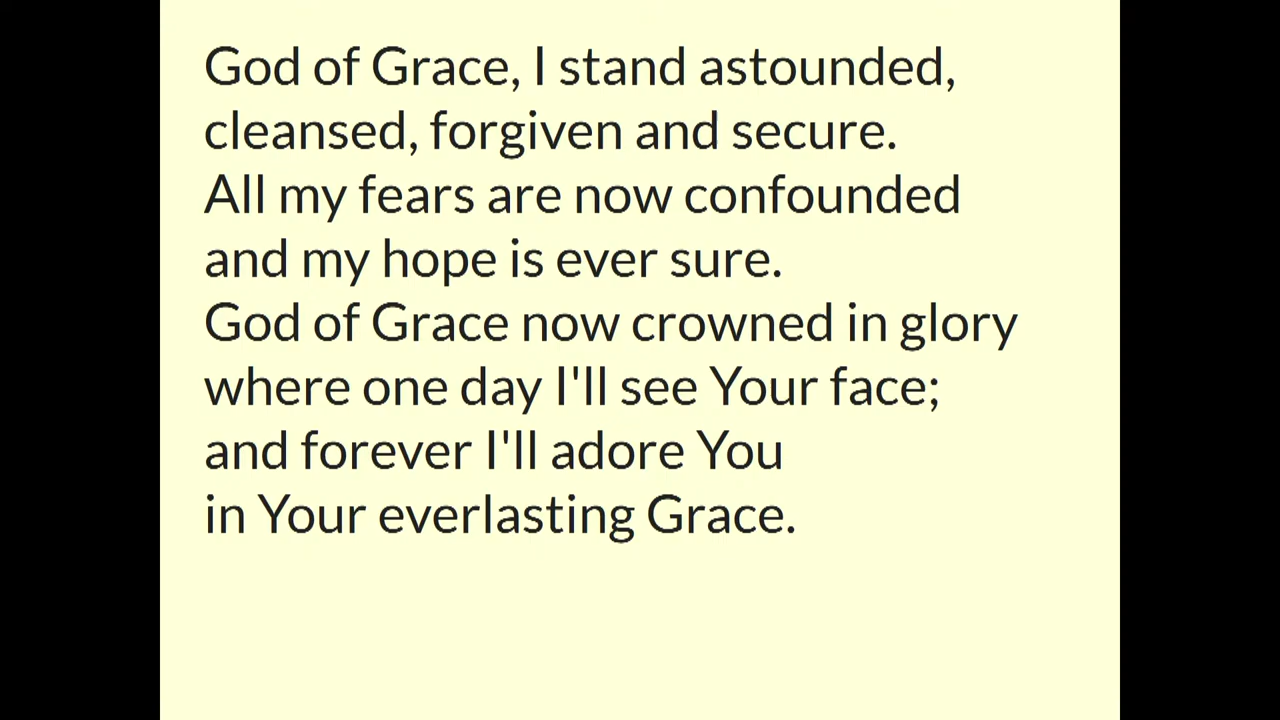 God of Grace, I stand astounded,
cleansed, forgiven and secure.
All my fears are now confounded
and my hope is ever sure.
God of Grace now crowned in glory
where one day I'll see Your face;
and forever I'll adore You
in Your everlasting Grace.